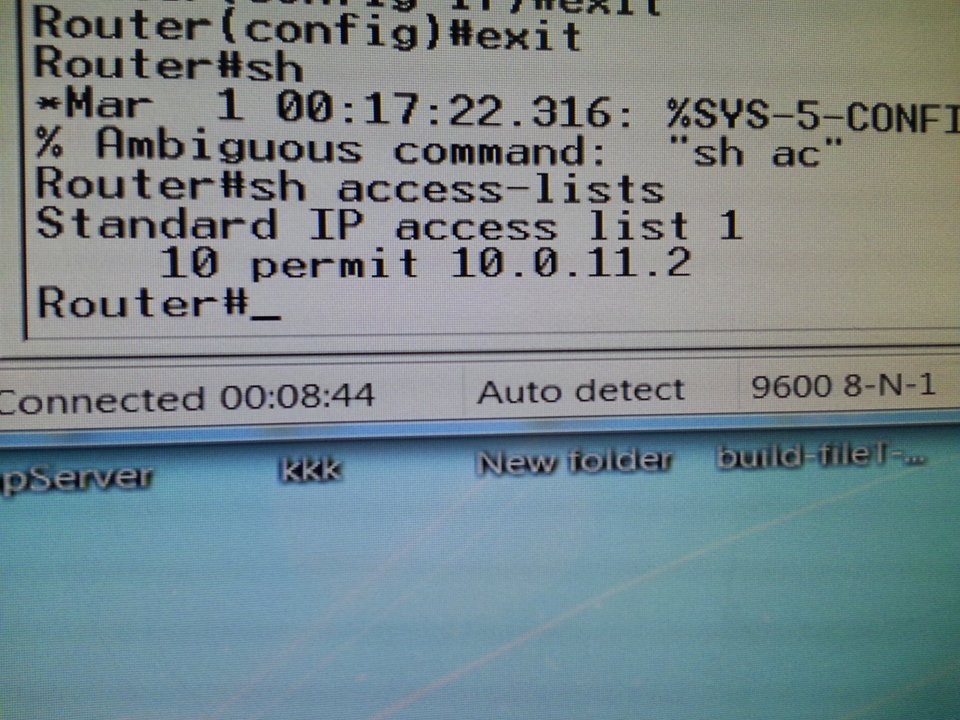 Router(config)#exit
Router#sh
*Mar  1 00:17:22.316: %SYS-5-CONFI
% Ambiguous command:  "sh ac"
Router#sh access-lists
Standard IP access list 1
    10 permit 10.0.11.2
Router#_
Connected 00:08:44 Auto detect 9600 8-N-1
pServer kkk New folder build-fileT-...